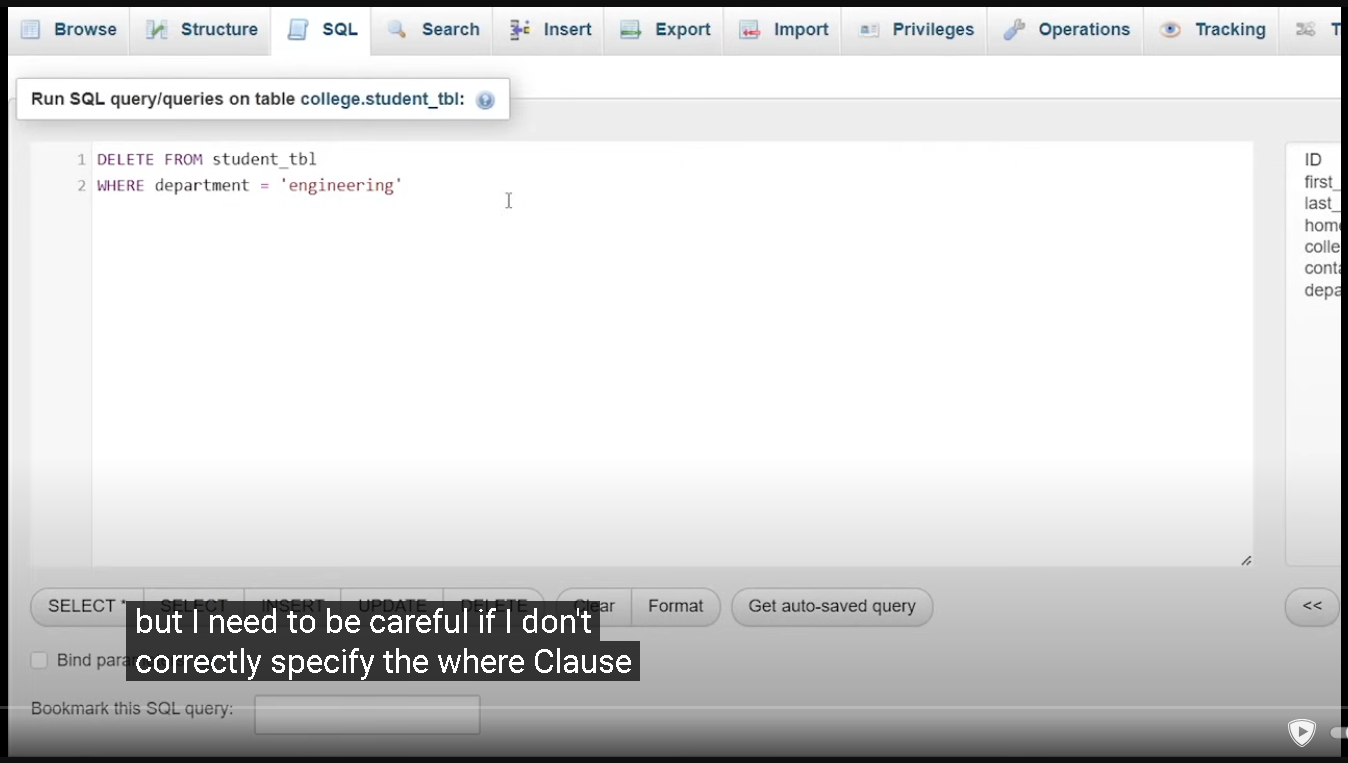 Browse Structure SQL Search Insert Export Import Privileges Operations Tracking T
Run SQL query/queries on table college.student_tbl:
1 DELETE FROM student_tbl
2 WHERE department = 'engineering'
ID
first_
last_
home
colle
conta
depa
SELECT * SELECT INSERT UPDATE DELETE Clear Format Get auto-saved query <<
but I need to be careful if I don't
Bind para
correctly specify the where Clause
Bookmark this SQL query: